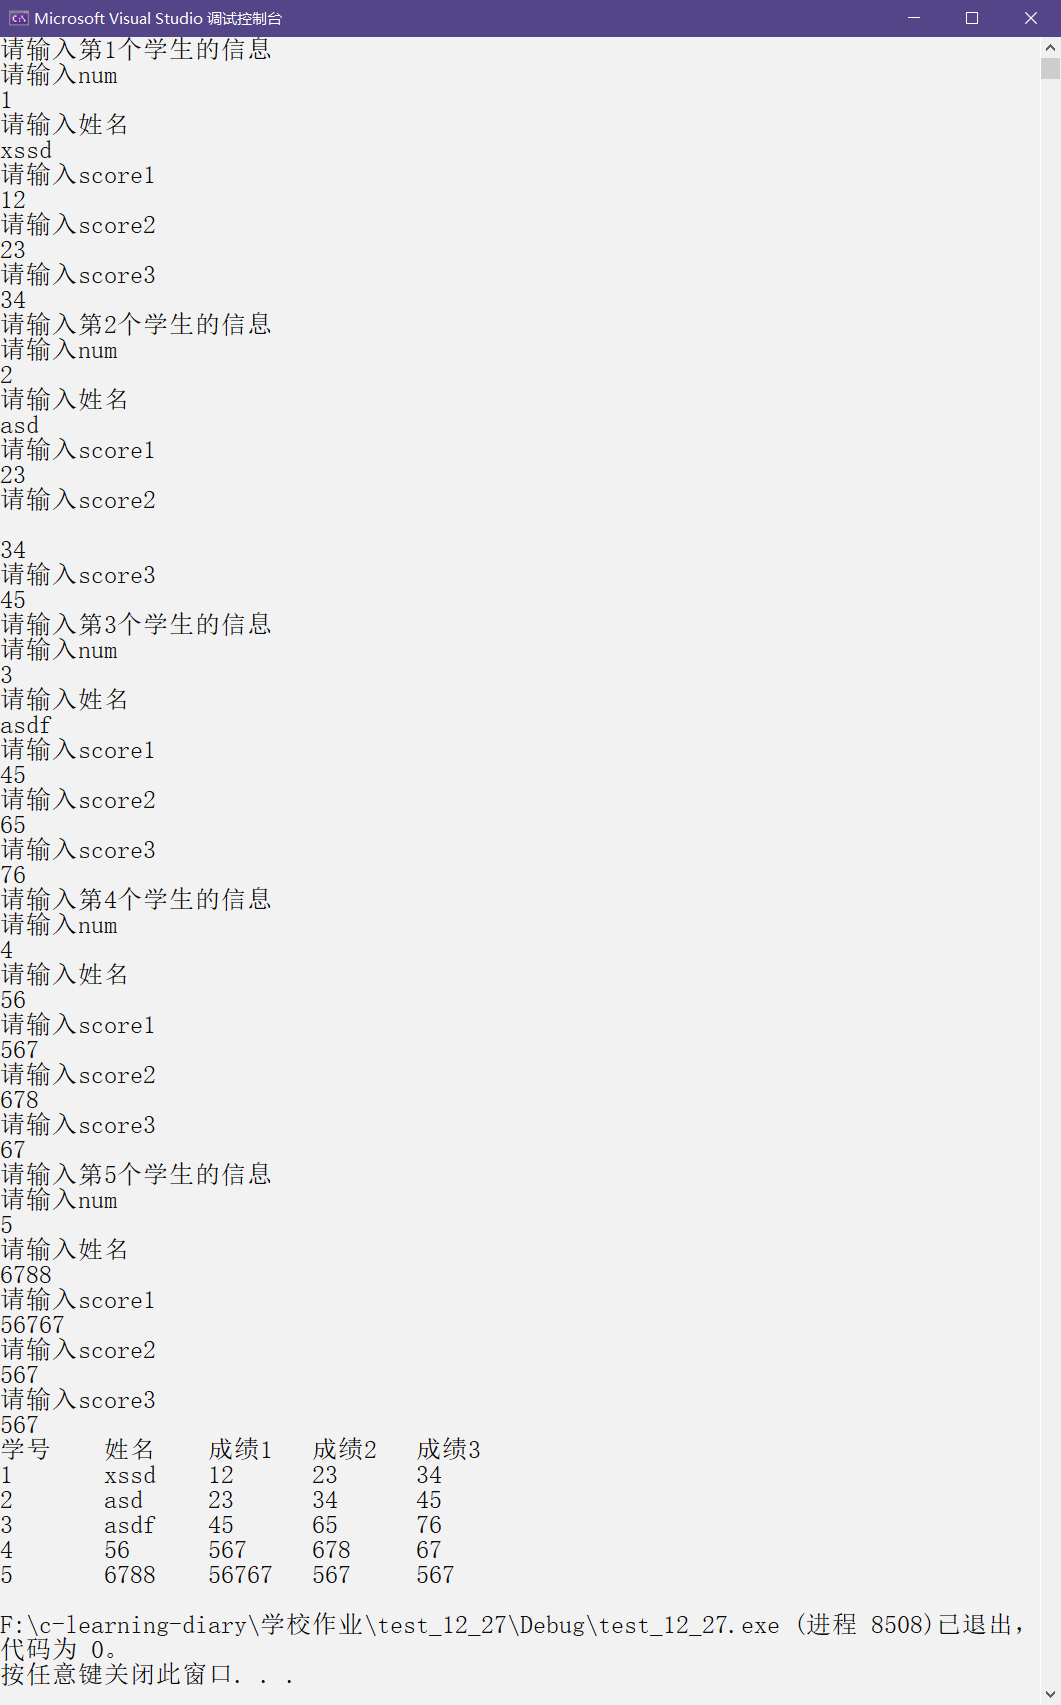 Microsoft Visual Studio 调试控制台
请输入第1个学生的信息
请输入num
1
请输入姓名
xssd
请输入score1
12
请输入score2
23
请输入score3
34
请输入第2个学生的信息
请输入num
2
请输入姓名
asd
请输入score1
23
请输入score2
34
请输入score3
45
请输入第3个学生的信息
请输入num
3
请输入姓名
asdf
请输入score1
45
请输入score2
65
请输入score3
76
请输入第4个学生的信息
请输入num
4
请输入姓名
56
请输入score1
567
请输入score2
678
请输入score3
67
请输入第5个学生的信息
请输入num
5
请输入姓名
6788
请输入score1
56767
请输入score2
567
请输入score3
567
学号 姓名 成绩1 成绩2 成绩3
1 xssd 12 23 34
2 asd 23 34 45
3 asdf 45 65 76
4 56 567 678 67
5 6788 56767 567 567
F:\c-learning-diary\学校作业\test_12_27\Debug\test_12_27.exe (进程 8508)已退出，
代码为 0。
按任意键关闭此窗口. . .